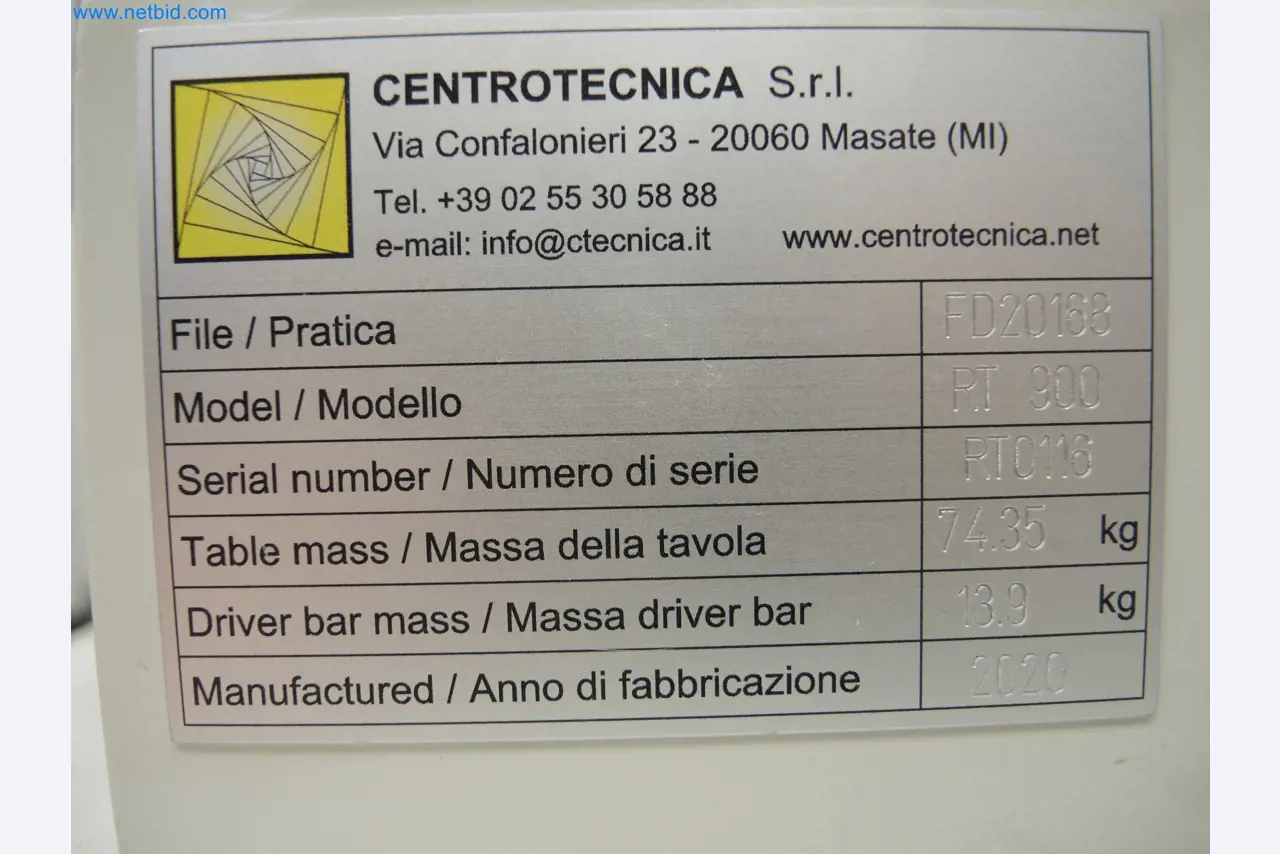 www.netbid.com
CENTROTECNICA S.r.l.
Via Confalonieri 23 - 20060 Masate (MI)
Tel. +39 02 55 30 58 88
e-mail: info@ctecnica.it www.centrotecnica.net
File / Pratica FD20168
Model / Modello RT 900
Serial number / Numero di serie RT0116
Table mass / Massa della tavola 74.35 kg
Driver bar mass / Massa driver bar 13.9 kg
Manufactured / Anno di fabbricazione 2020